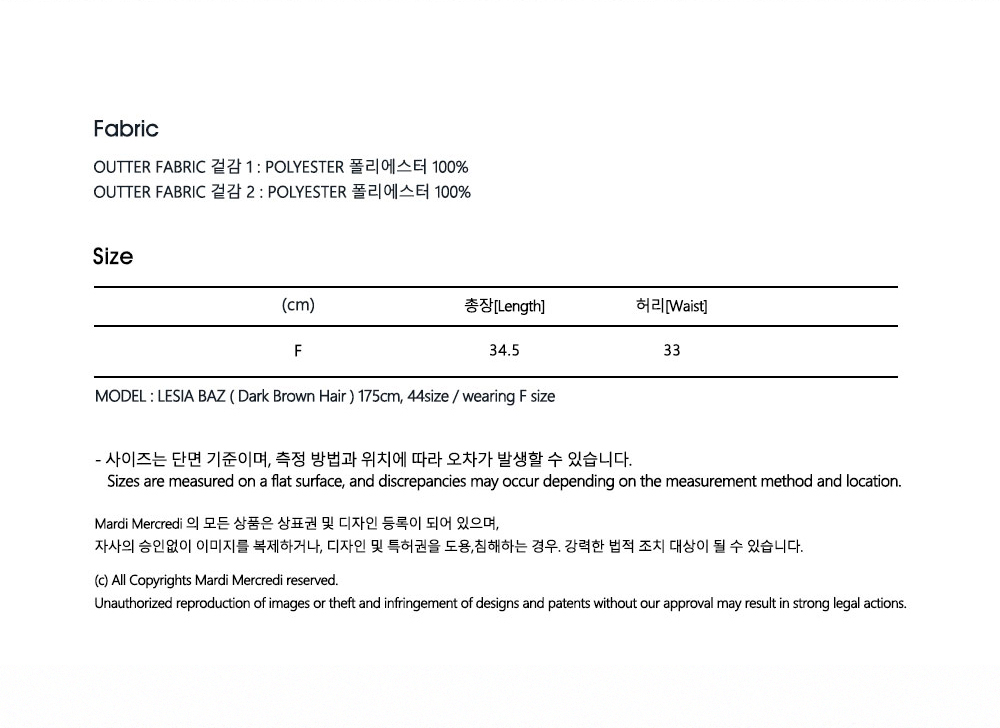 Fabric
OUTTER FABRIC 겉감 1 : POLYESTER 폴리에스터 100%
OUTTER FABRIC 겉감 2 : POLYESTER 폴리에스터 100%
Size
(cm) 총장[Length] 허리[Waist]
F 34.5 33
MODEL : LESIA BAZ ( Dark Brown Hair ) 175cm, 44size / wearing F size
- 사이즈는 단면 기준이며, 측정 방법과 위치에 따라 오차가 발생할 수 있습니다.
Sizes are measured on a flat surface, and discrepancies may occur depending on the measurement method and location.
Mardi Mercredi 의 모든 상품은 상표권 및 디자인 등록이 되어 있으며,
자사의 승인없이 이미지를 복제하거나, 디자인 및 특허권을 도용,침해하는 경우. 강력한 법적 조치 대상이 될 수 있습니다.
(c) All Copyrights Mardi Mercredi reserved.
Unauthorized reproduction of images or theft and infringement of designs and patents without our approval may result in strong legal actions.